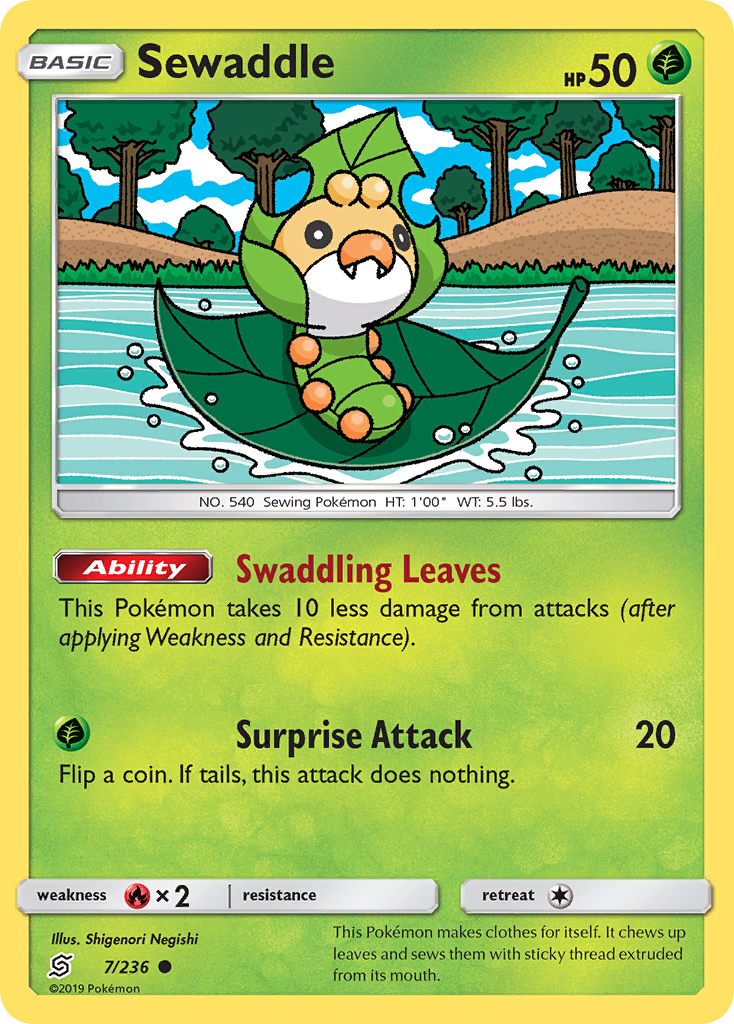 BASIC Sewaddle HP50
NO. 540 Sewing Pokémon HT: 1'00" WT: 5.5 lbs.
Ability Swaddling Leaves
This Pokémon takes 10 less damage from attacks (after
applying Weakness and Resistance).
Surprise Attack 20
Flip a coin. If tails, this attack does nothing.
weakness ×2 resistance retreat
Illus. Shigenori Negishi
7/236
©2019 Pokémon
This Pokémon makes clothes for itself. It chews up
leaves and sews them with sticky thread extruded
from its mouth.